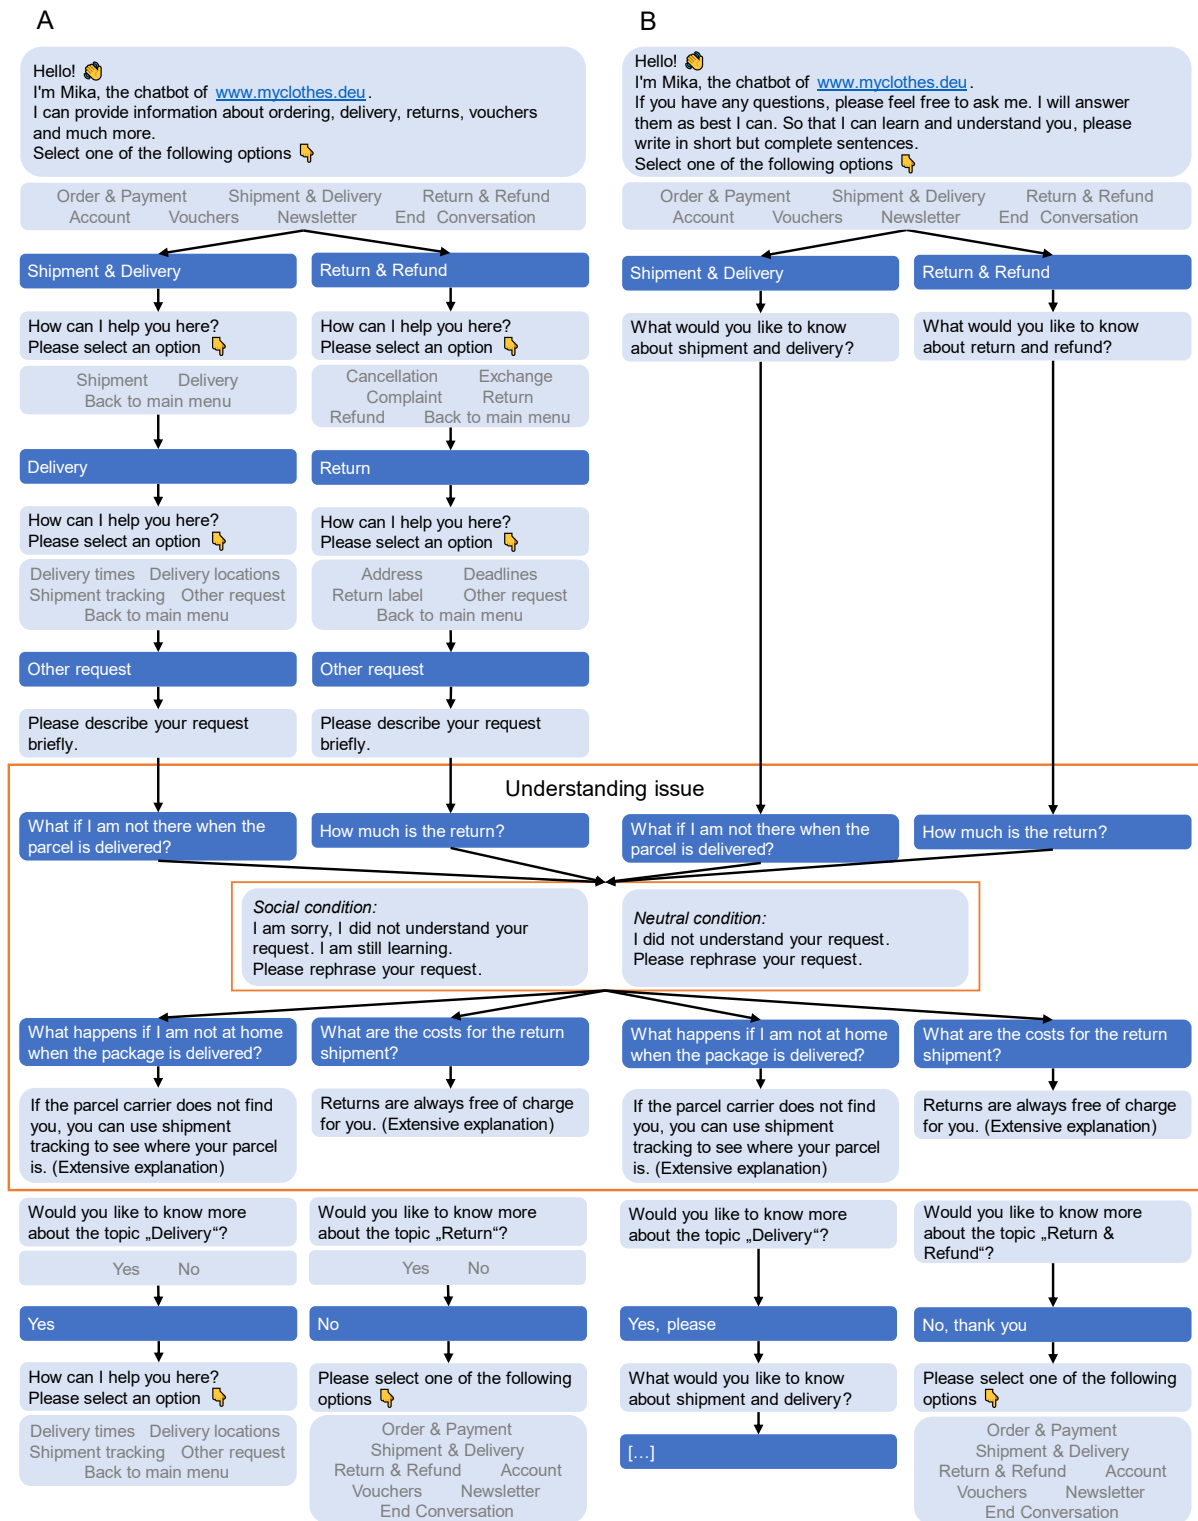 A
Hello! 👋
I'm Mika, the chatbot of www.myclothes.deu.
I can provide information about ordering, delivery, returns, vouchers
and much more.
Select one of the following options 👇
Order & Payment Shipment & Delivery Return & Refund
Account Vouchers Newsletter End Conversation
Shipment & Delivery
How can I help you here?
Please select an option 👇
Shipment Delivery
Back to main menu
Delivery
How can I help you here?
Please select an option 👇
Delivery times Delivery locations
Shipment tracking Other request
Back to main menu
Other request
Please describe your request
briefly.
Return & Refund
How can I help you here?
Please select an option 👇
Cancellation Exchange
Complaint Return
Refund Back to main menu
Return
How can I help you here?
Please select an option 👇
Address Deadlines
Return label Other request
Back to main menu
Other request
Please describe your request
briefly.
B
Hello! 👋
I'm Mika, the chatbot of www.myclothes.deu.
If you have any questions, please feel free to ask me. I will answer
them as best I can. So that I can learn and understand you, please
write in short but complete sentences.
Select one of the following options 👇
Order & Payment Shipment & Delivery Return & Refund
Account Vouchers Newsletter End Conversation
Shipment & Delivery
What would you like to know
about shipment and delivery?
Return & Refund
What would you like to know
about return and refund?
Understanding issue
What if I am not there when the
parcel is delivered?
How much is the return?
What if I am not there when the
parcel is delivered?
How much is the return?
Social condition:
I am sorry, I did not understand your
request. I am still learning.
Please rephrase your request.
Neutral condition:
I did not understand your request.
Please rephrase your request.
What happens if I am not at home
when the package is delivered?
What are the costs for the return
shipment?
What happens if I am not at home
when the package is delivered?
What are the costs for the return
shipment?
If the parcel carrier does not find
you, you can use shipment
tracking to see where your parcel
is. (Extensive explanation)
Returns are always free of charge
for you. (Extensive explanation)
If the parcel carrier does not find
you, you can use shipment
tracking to see where your parcel
is. (Extensive explanation)
Returns are always free of charge
for you. (Extensive explanation)
Would you like to know more
about the topic „Delivery“?
Yes No
Yes
How can I help you here?
Please select an option 👇
Delivery times Delivery locations
Shipment tracking Other request
Back to main menu
Would you like to know more
about the topic „Return“?
Yes No
No
Please select one of the following
options 👇
Order & Payment
Shipment & Delivery
Return & Refund Account
Vouchers Newsletter
End Conversation
Would you like to know more
about the topic „Delivery“?
Yes, please
What would you like to know
about shipment and delivery?
[…]
Would you like to know more
about the topic „Return &
Refund“?
No, thank you
Please select one of the following
options 👇
Order & Payment
Shipment & Delivery
Return & Refund Account
Vouchers Newsletter
End Conversation